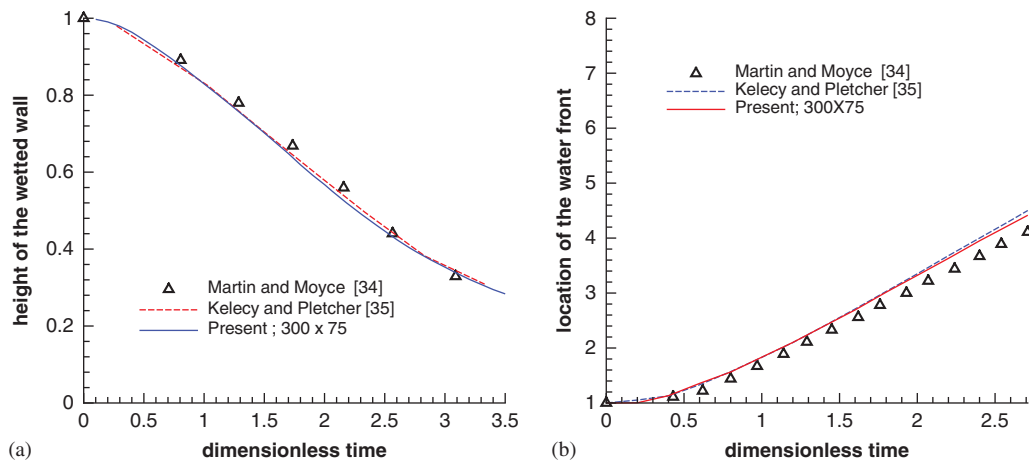 1
0.8
0.6
0.4
0.2
0
height of the wetted wall
Martin and Moyce [34]
Kelecy and Pletcher [35]
Present ; 300 x 75
0 0.5 1 1.5 2 2.5 3 3.5
(a)
dimensionless time
8
7
6
5
4
3
2
1
location of the water front
Martin and Moyce [34]
Kelecy and Pletcher [35]
Present; 300X75
0 0.5 1 1.5 2 2.5
(b)
dimensionless time